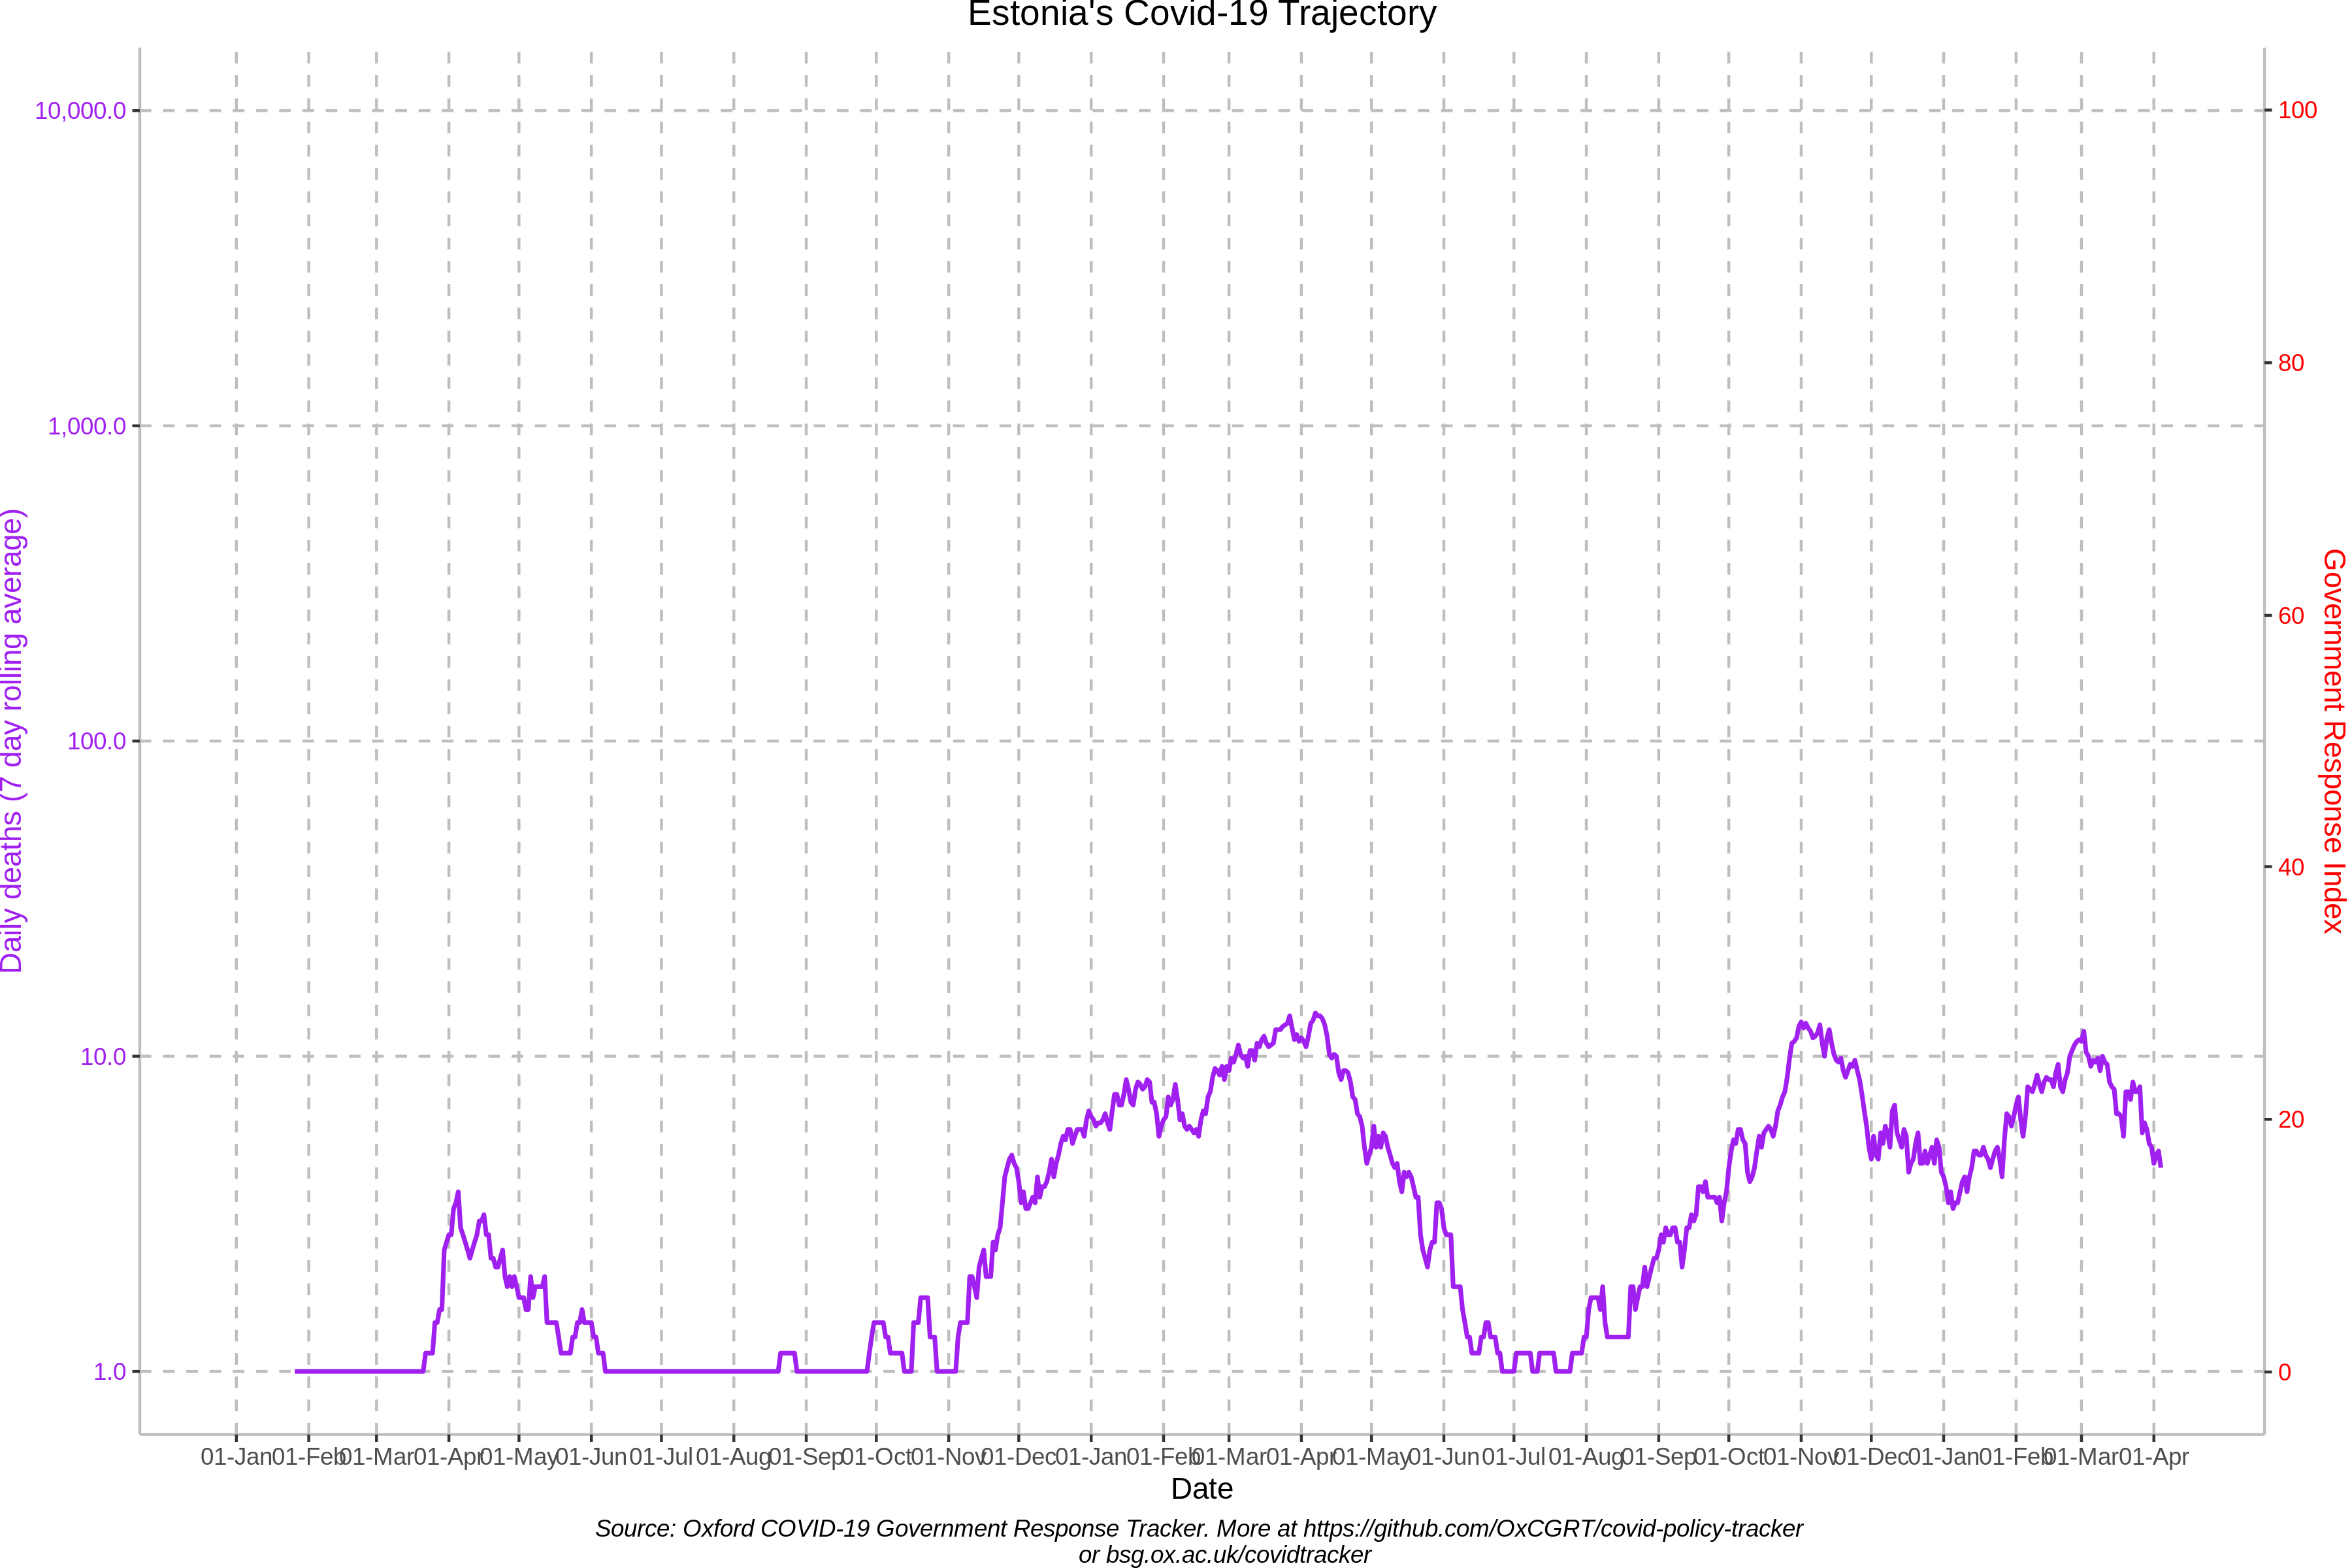 Estonia's Covid-19 Trajectory
10,000.0
1,000.0
100.0
10.0
1.0
Daily deaths (7 day rolling average)
100
80
60
40
20
0
Government Response Index
01-Jan 01-Feb 01-Mar 01-Apr 01-May 01-Jun 01-Jul 01-Aug 01-Sep 01-Oct 01-Nov 01-Dec 01-Jan 01-Feb 01-Mar 01-Apr 01-May 01-Jun 01-Jul 01-Aug 01-Sep 01-Oct 01-Nov 01-Dec 01-Jan 01-Feb 01-Mar 01-Apr
Date
Source: Oxford COVID-19 Government Response Tracker. More at https://github.com/OxCGRT/covid-policy-tracker
or bsg.ox.ac.uk/covidtracker